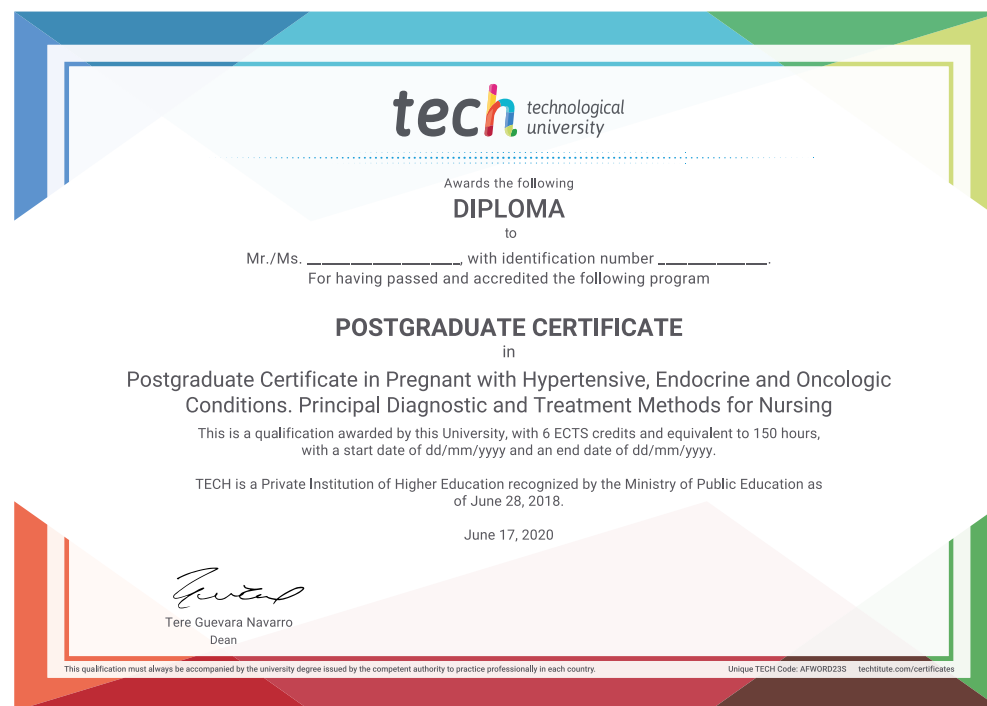 tech technological
university
Awards the following
DIPLOMA
to
Mr./Ms. ____________________, with identification number ______________.
For having passed and accredited the following program
POSTGRADUATE CERTIFICATE
in
Postgraduate Certificate in Pregnant with Hypertensive, Endocrine and Oncologic
Conditions. Principal Diagnostic and Treatment Methods for Nursing
This is a qualification awarded by this University, with 6 ECTS credits and equivalent to 150 hours,
with a start date of dd/mm/yyyy and an end date of dd/mm/yyyy.
TECH is a Private Institution of Higher Education recognized by the Ministry of Public Education as
of June 28, 2018.
June 17, 2020
Tere Guevara Navarro
Dean
This qualification must always be accompanied by the university degree issued by the competent authority to practice professionally in each country. Unique TECH Code: AFWORD23S techtitute.com/certificates